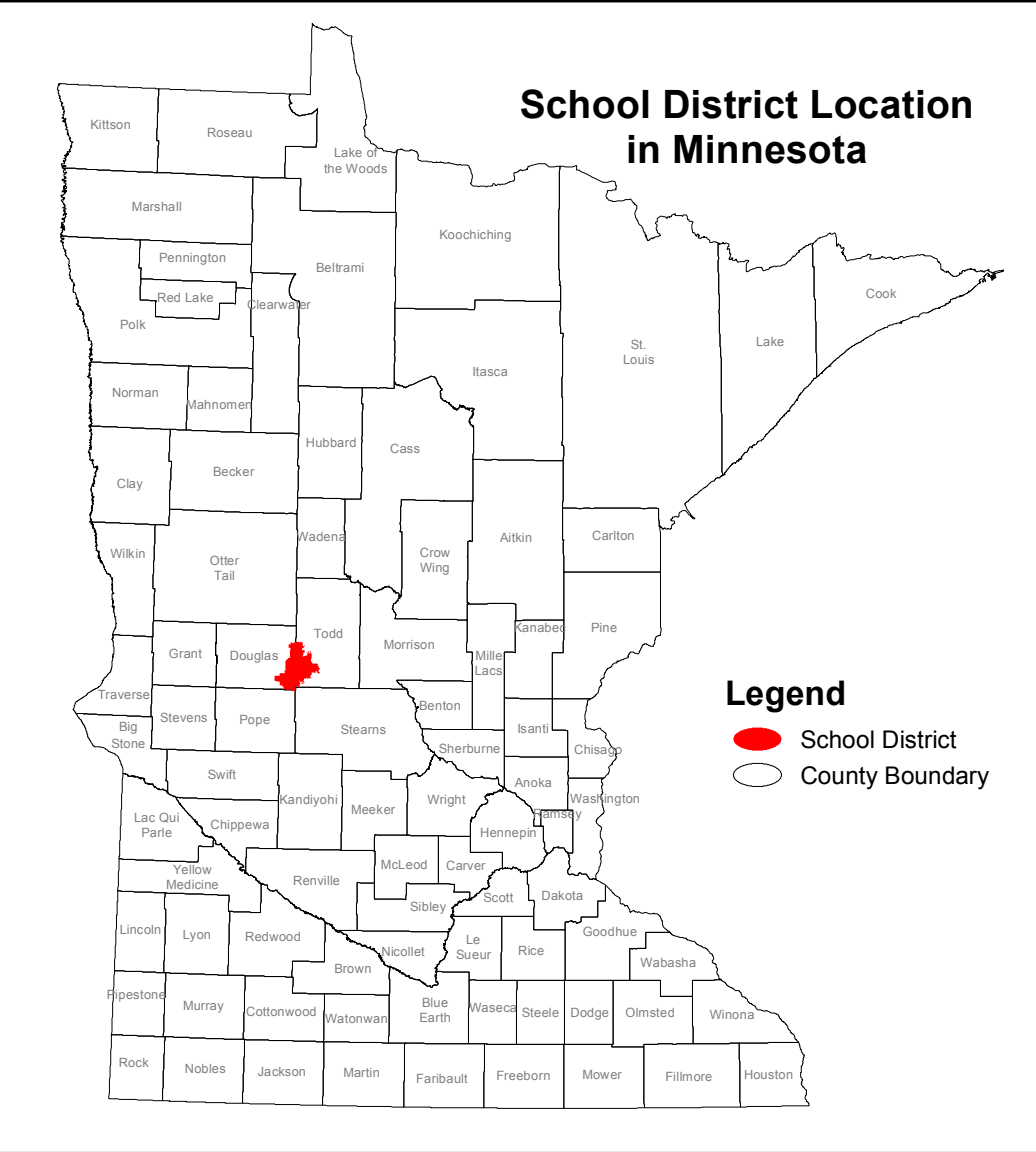 School District Location
in Minnesota
Kittson
Roseau
Lake of
the Woods
Marshall
Koochiching
Pennington
Beltrami
Red Lake
Clearwater
Cook
Polk
St.
Louis
Lake
Itasca
Norman
Mahnomen
Hubbard
Cass
Becker
Clay
Wadena
Aitkin
Carlton
Wilkin
Crow
Wing
Otter
Tail
Todd
Kanabec
Pine
Morrison
Grant
Douglas
Mille
Lacs
Traverse
Benton
Legend
School District
County Boundary
Stevens
Pope
Stearns
Isanti
Big
Stone
Sherburne
Chisago
Swift
Anoka
Kandiyohi
Meeker
Wright
Washington
Ramsey
Lac Qui
Parle
Chippewa
Hennepin
McLeod
Carver
Yellow
Medicine
Renville
Scott
Dakota
Sibley
Lincoln
Lyon
Redwood
Goodhue
Le
Sueur
Rice
Nicollet
Wabasha
Brown
Pipestone
Murray
Cottonwood
Watonwan
Blue
Earth
Waseca
Steele
Dodge
Olmsted
Winona
Rock
Nobles
Jackson
Martin
Faribault
Freeborn
Mower
Fillmore
Houston